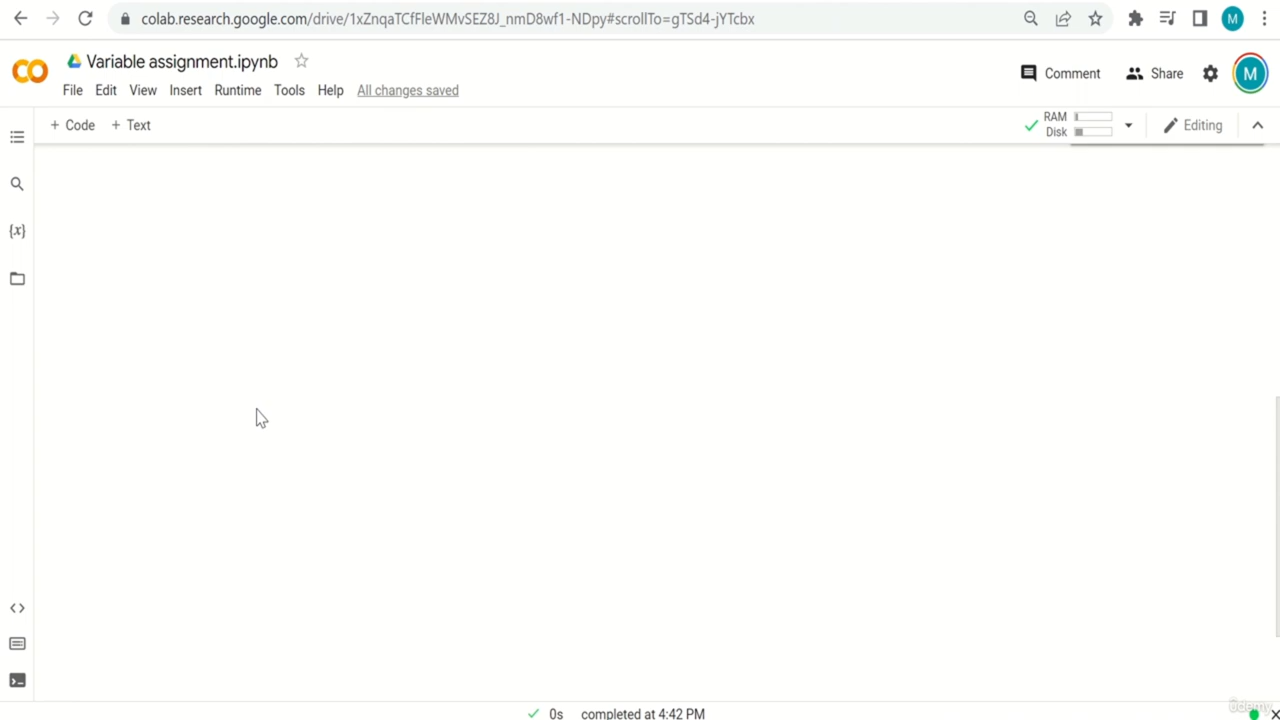 colab.research.google.com/drive/1xZnqaTCfFleWMvSEZ8J_nmD8wf1-NDpy#scrollTo=gTSd4-jYTcbx
M
CO
Variable assignment.ipynb
Comment
Share
M
File Edit View Insert Runtime Tools Help All changes saved
+ Code + Text
RAM
Disk
Editing
{x}
0s completed at 4:42 PM
udemy